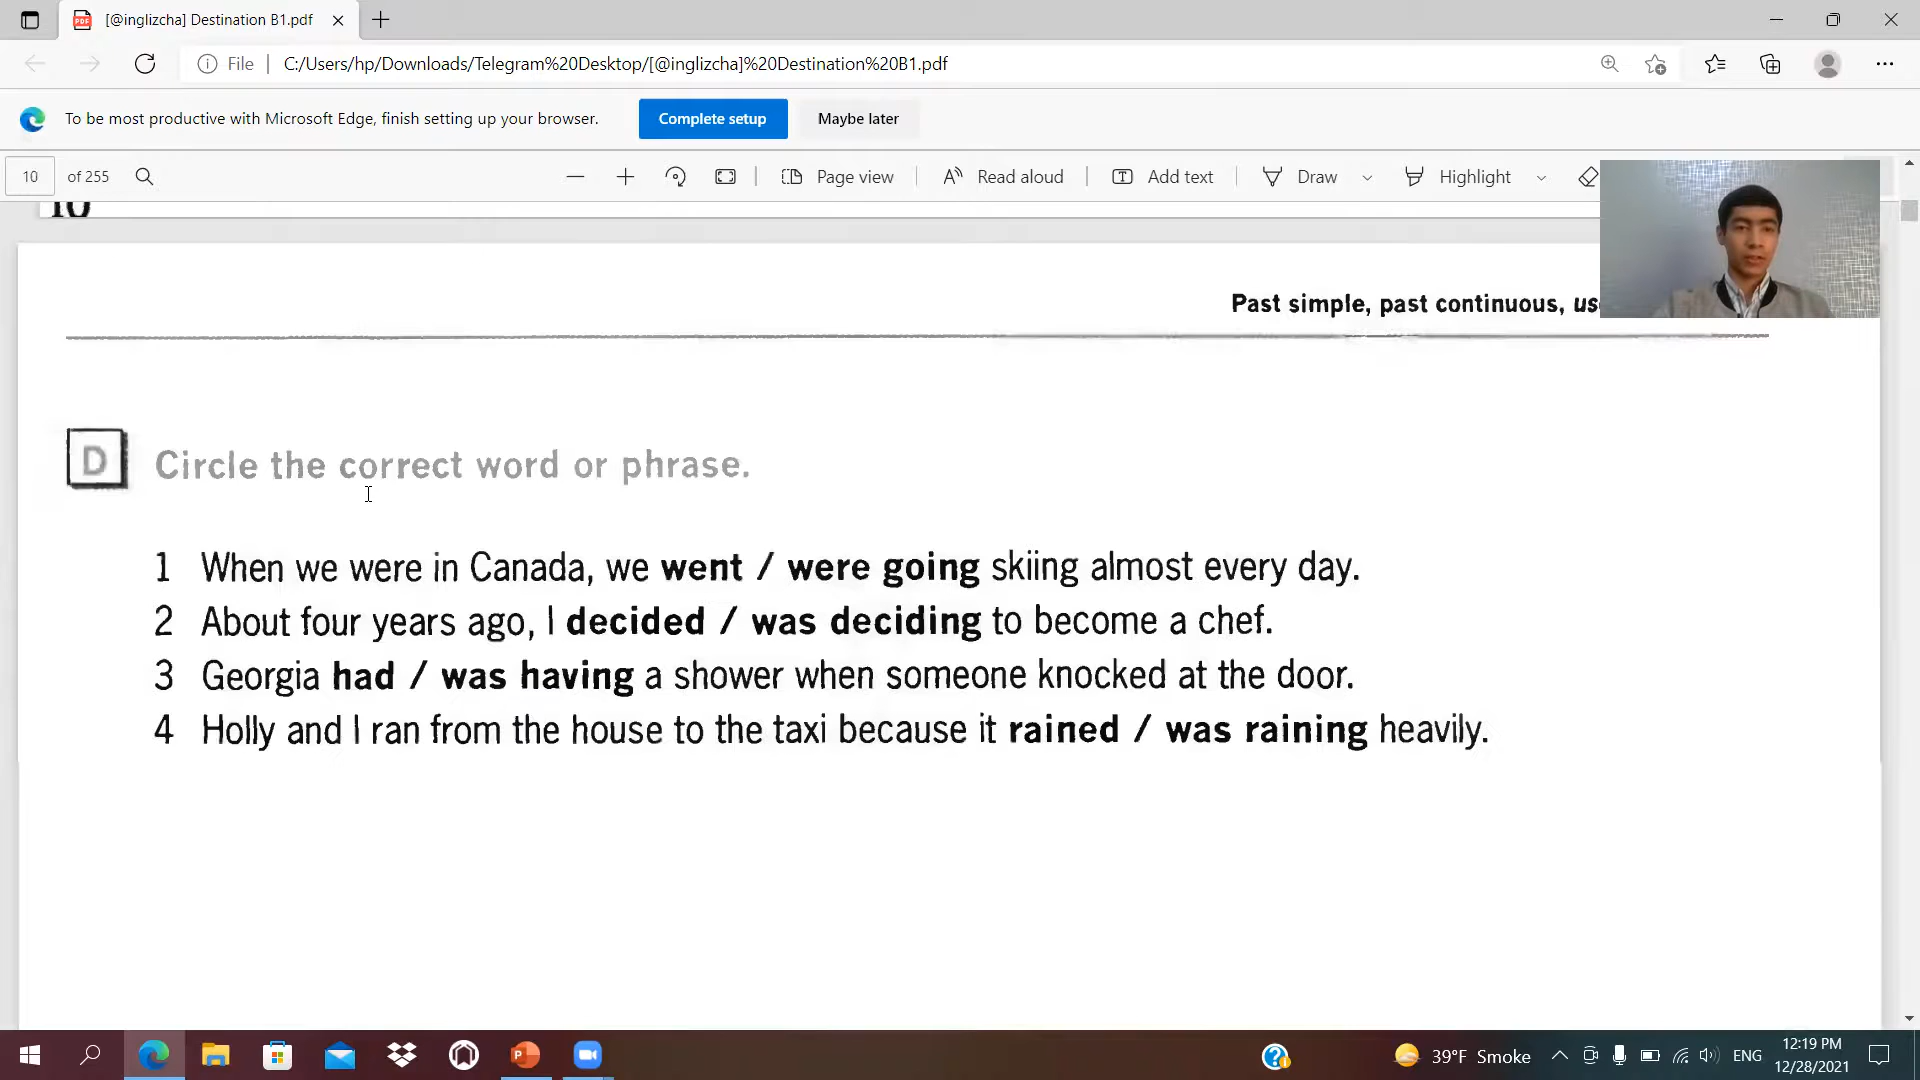 [@inglizcha] Destination B1.pdf
File
C:/Users/hp/Downloads/Telegram%20Desktop/[@inglizcha]%20Destination%20B1.pdf
To be most productive with Microsoft Edge, finish setting up your browser.
Complete setup
Maybe later
10
of 255
Page view
Read aloud
Add text
Draw
Highlight
10
Past simple, past continuous,
D
Circle the correct word or phrase.
1 When we were in Canada, we went / were going skiing almost every day.
2 About four years ago, I decided / was deciding to become a chef.
3 Georgia had / was having a shower when someone knocked at the door.
4 Holly and I ran from the house to the taxi because it rained / was raining heavily.
39°F Smoke
ENG
12:19 PM
12/28/2021